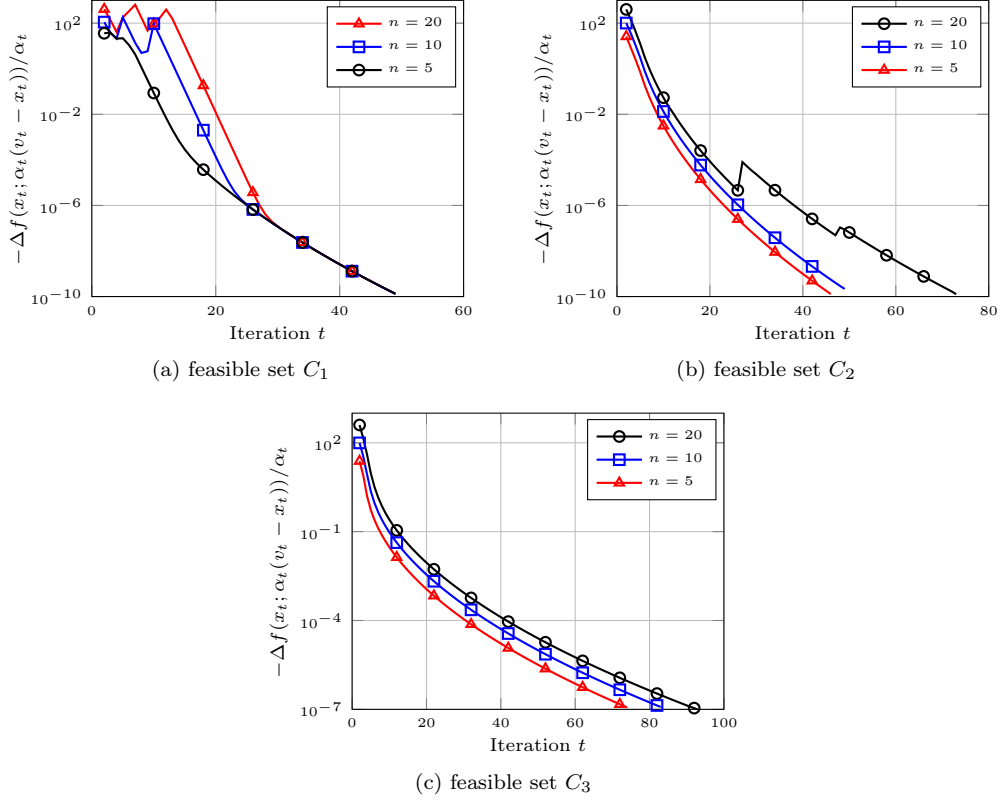 10^2
10^{-2}
10^{-6}
10^{-10}
−Δf(x_t; α_t(v_t − x_t))/α_t
n = 20
n = 10
n = 5
0 20 40 60
Iteration t
(a) feasible set C_1
10^2
10^{-2}
10^{-6}
10^{-10}
−Δf(x_t; α_t(v_t − x_t))/α_t
n = 20
n = 10
n = 5
0 20 40 60 80
Iteration t
(b) feasible set C_2
10^2
10^{-1}
10^{-4}
10^{-7}
−Δf(x_t; α_t(v_t − x_t))/α_t
n = 20
n = 10
n = 5
0 20 40 60 80 100
Iteration t
(c) feasible set C_3